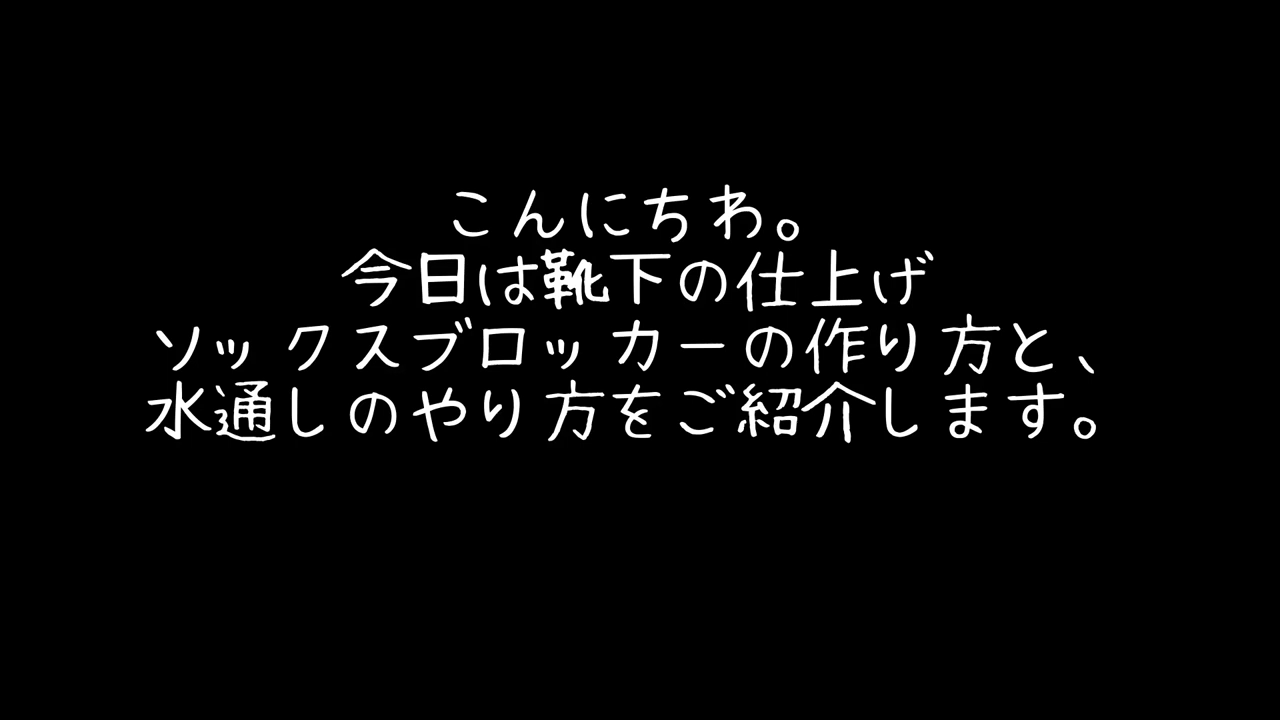 こんにちわ。
今日は靴下の仕上げ
ソックスブロッカーの作り方と、
水通しのやり方をご紹介します。